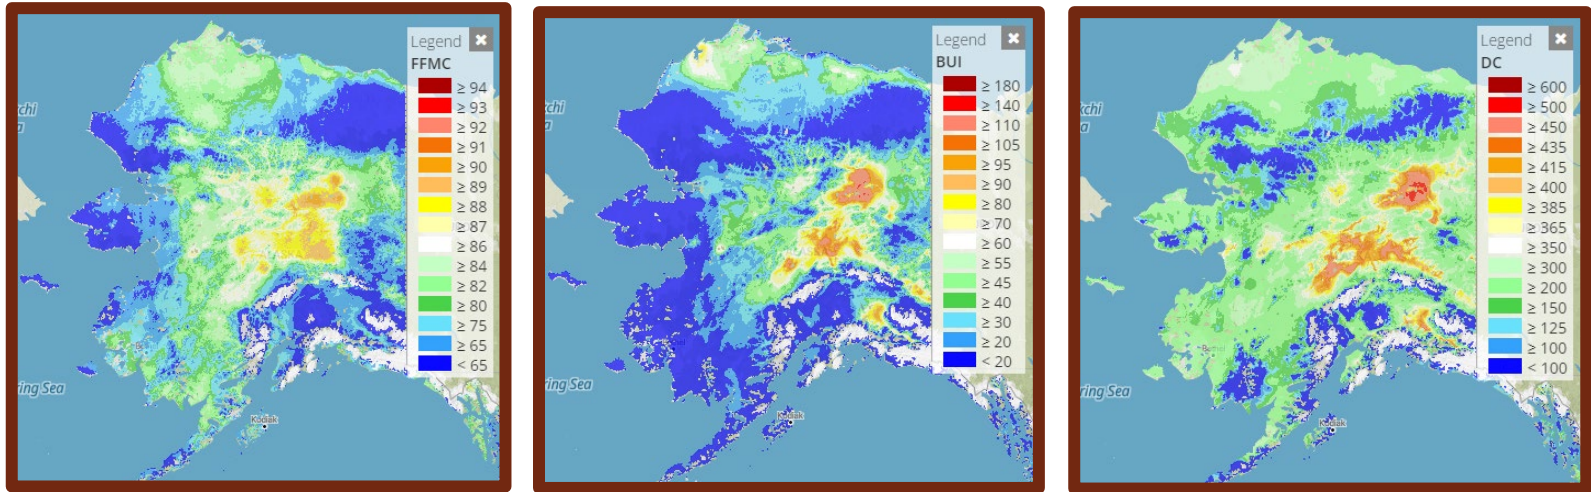 Legend ✖
FFMC
≥ 94
≥ 93
≥ 92
≥ 91
≥ 90
≥ 89
≥ 88
≥ 87
≥ 86
≥ 84
≥ 82
≥ 80
≥ 75
≥ 65
< 65
kchi
a
ring Sea
Kodiak
Legend ✖
BUI
≥ 180
≥ 140
≥ 110
≥ 105
≥ 95
≥ 90
≥ 80
≥ 70
≥ 60
≥ 55
≥ 45
≥ 40
≥ 30
≥ 20
< 20
kchi
a
ring Sea
Kodiak
Legend ✖
DC
≥ 600
≥ 500
≥ 450
≥ 435
≥ 415
≥ 400
≥ 385
≥ 365
≥ 350
≥ 300
≥ 200
≥ 150
≥ 125
≥ 100
< 100
kchi
a
ring Sea
Kodiak